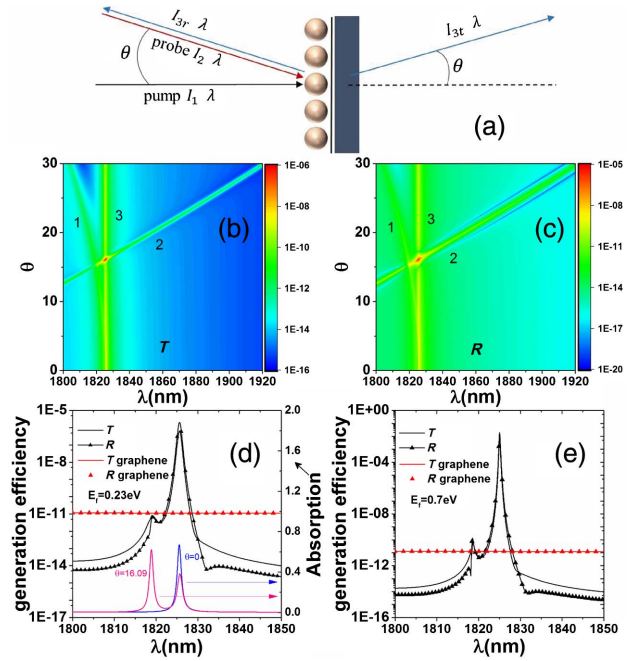 I3r λ
probe I2 λ
θ
pump I1 λ
I3t λ
θ
(a)
30
20
10
0
θ
1
3
2
(b)
T
1800 1820 1840 1860 1880 1900 1920
λ(nm)
1E-06
1E-08
1E-10
1E-12
1E-14
1E-16
30
20
10
0
θ
1
3
2
(c)
R
1800 1820 1840 1860 1880 1900 1920
λ(nm)
1E-05
1E-08
1E-11
1E-14
1E-17
1E-20
generation efficiency
1E-5
1E-8
1E-11
1E-14
1E-17
T
R
T graphene
R graphene
Ef=0.23eV
(d)
θ=16.09
θ=0
2.0
1.6
1.2
0.8
0.4
0.0
Absorption
1800 1810 1820 1830 1840 1850
λ(nm)
generation efficiency
1E+00
1E-04
1E-08
1E-12
1E-16
T
R
T graphene
R graphene
Ef=0.7eV
(e)
1800 1810 1820 1830 1840 1850
λ(nm)